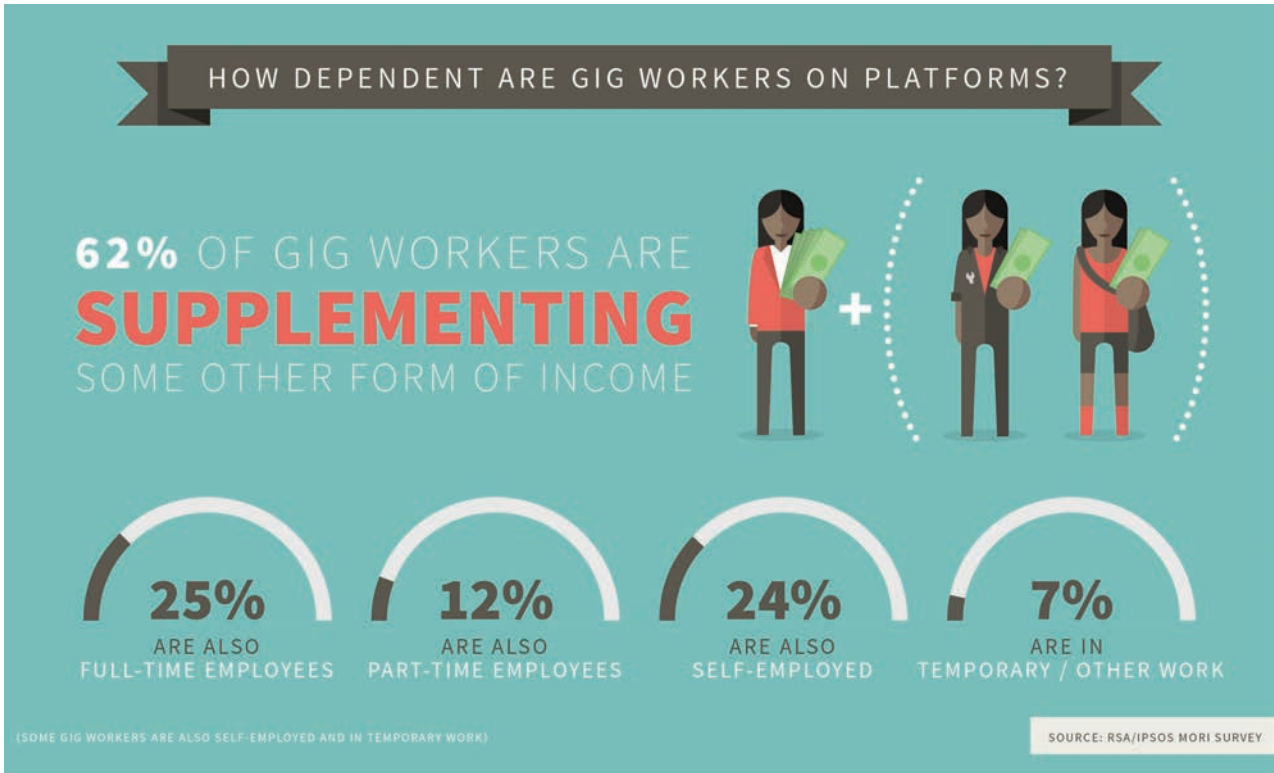 HOW DEPENDENT ARE GIG WORKERS ON PLATFORMS?
62% OF GIG WORKERS ARE
SUPPLEMENTING
SOME OTHER FORM OF INCOME
25%
ARE ALSO
FULL-TIME EMPLOYEES
12%
ARE ALSO
PART-TIME EMPLOYEES
24%
ARE ALSO
SELF-EMPLOYED
7%
ARE IN
TEMPORARY / OTHER WORK
(SOME GIG WORKERS ARE ALSO SELF-EMPLOYED AND IN TEMPORARY WORK)
SOURCE: RSA/IPSOS MORI SURVEY